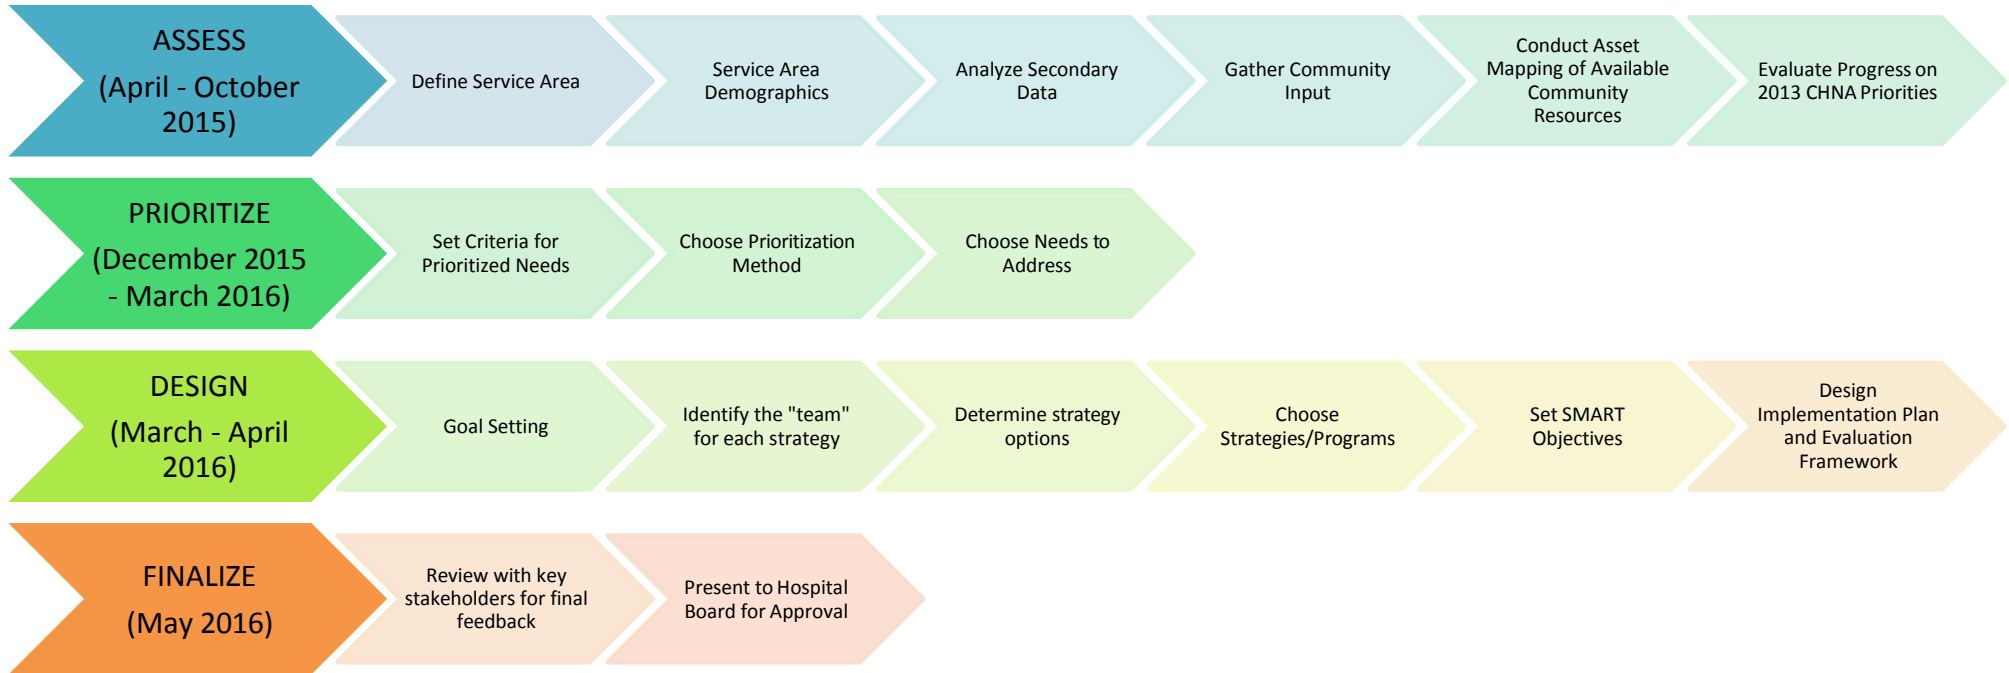 ASSESS
(April - October
2015)
Define Service Area
Service Area
Demographics
Analyze Secondary
Data
Gather Community
Input
Conduct Asset
Mapping of Available
Community
Resources
Evaluate Progress on
2013 CHNA Priorities
PRIORITIZE
(December 2015
- March 2016)
Set Criteria for
Prioritized Needs
Choose Prioritization
Method
Choose Needs to
Address
DESIGN
(March - April
2016)
Goal Setting
Identify the "team"
for each strategy
Determine strategy
options
Choose
Strategies/Programs
Set SMART
Objectives
Design
Implementation Plan
and Evaluation
Framework
FINALIZE
(May 2016)
Review with key
stakeholders for final
feedback
Present to Hospital
Board for Approval